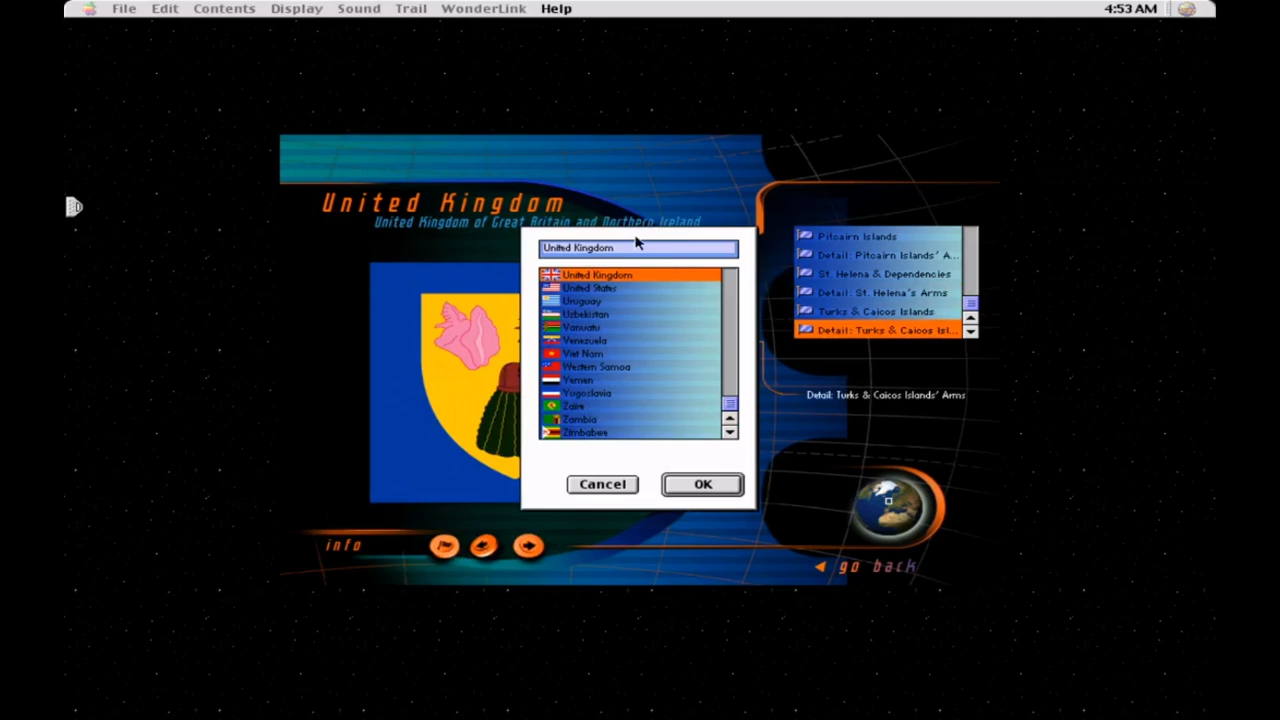 File Edit Contents Display Sound Trail WonderLink Help 4:53 AM
United Kingdom
United Kingdom of Great Britain and Northern Ireland
United Kingdom
United Kingdom
United States
Uruguay
Uzbekistan
Vanuatu
Venezuela
Viet Nam
Western Samoa
Yemen
Yugoslavia
Zaire
Zambia
Zimbabwe
Cancel OK
Pitcairn Islands
Detail: Pitcairn Islands' A...
St. Helena & Dependencies
Detail: St. Helena's Arms
Turks & Caicos Islands
Detail: Turks & Caicos Isl...
Detail: Turks & Caicos Islands' Arms
info
go back